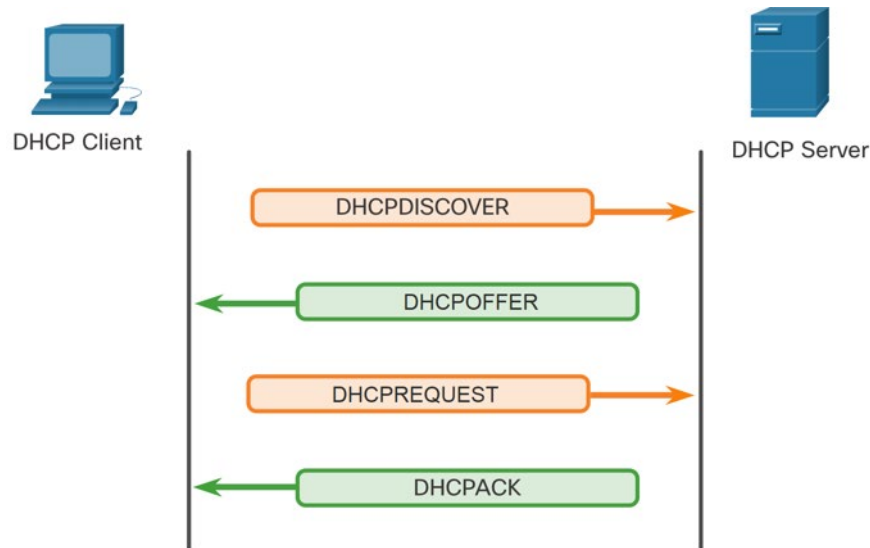 DHCP Client
DHCP Server
DHCPDISCOVER
DHCPOFFER
DHCPREQUEST
DHCPACK